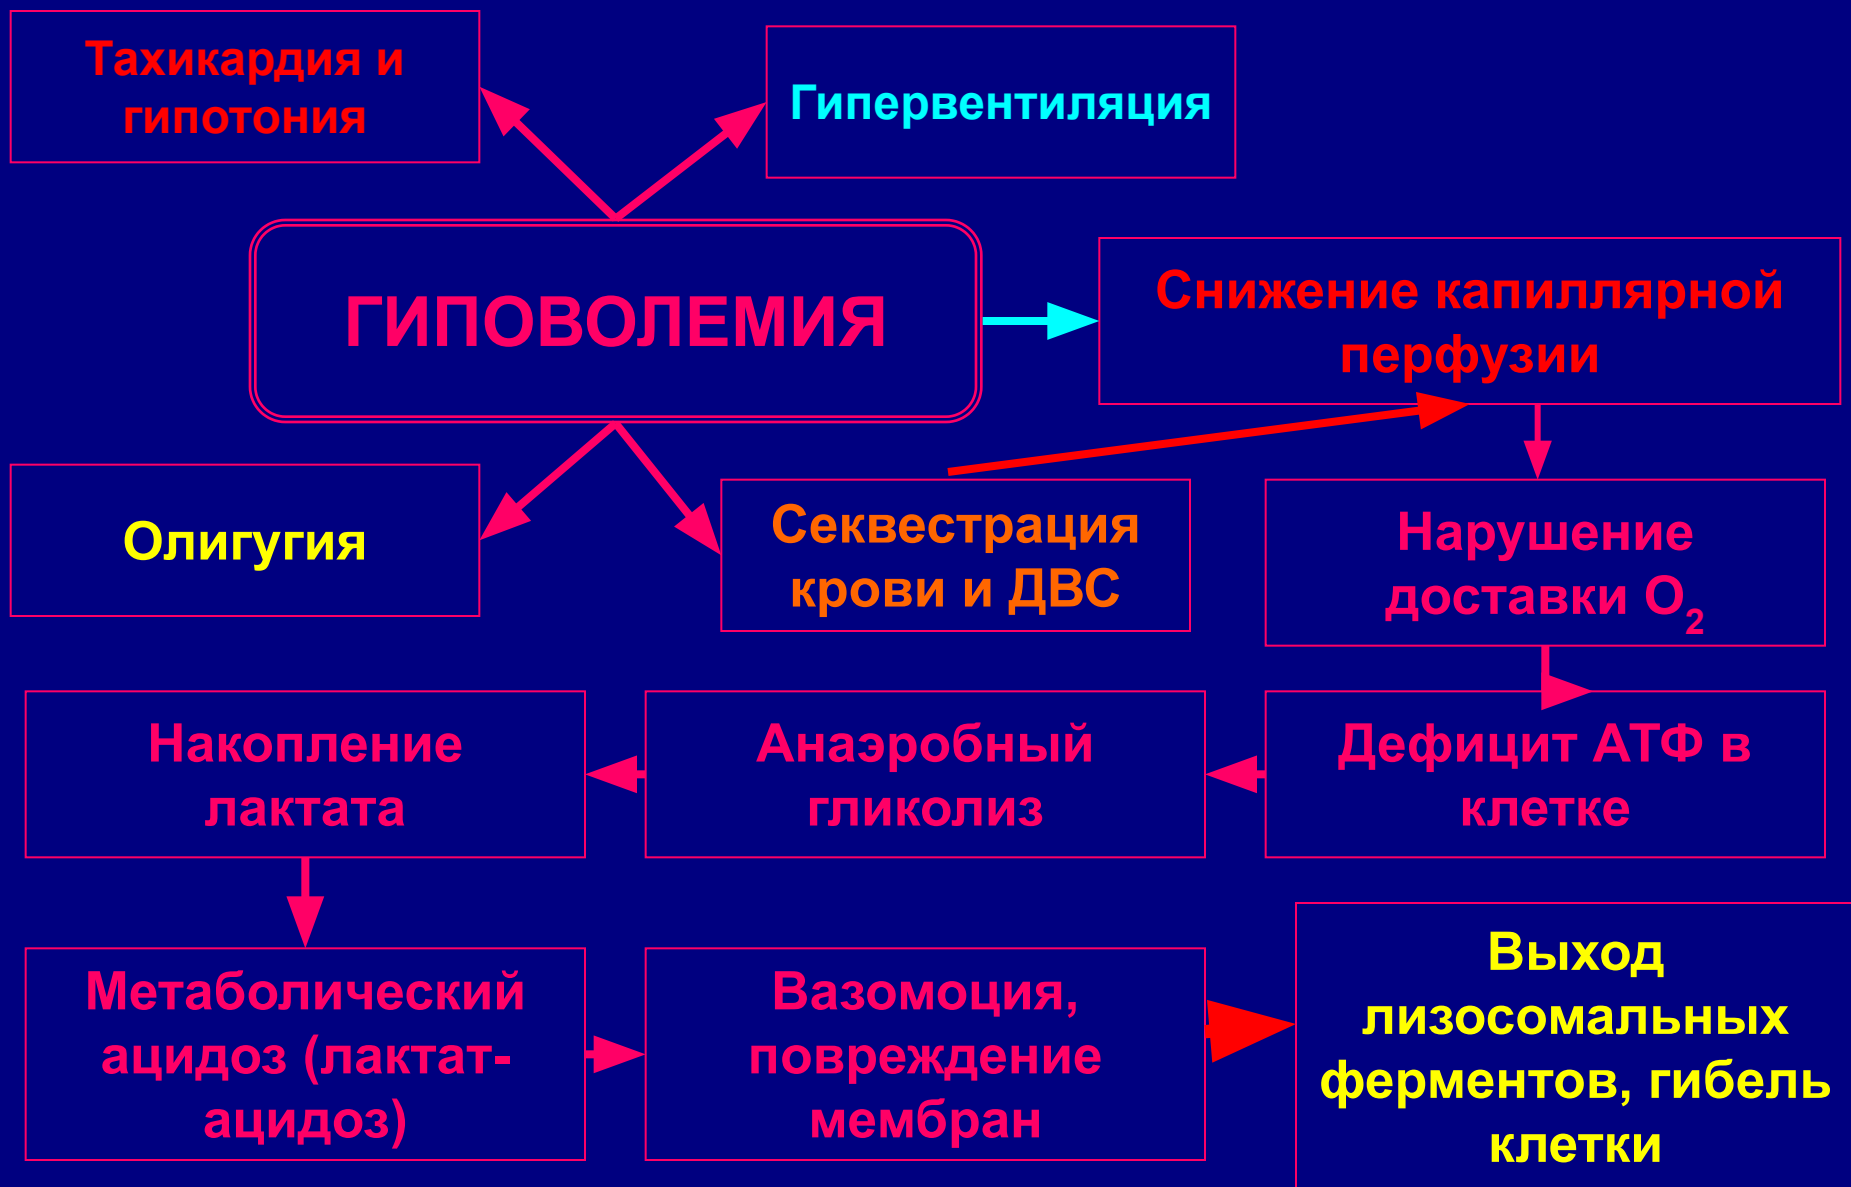 Тахикардия и
гипотония
Гипервентиляция
ГИПОВОЛЕМИЯ
Снижение капиллярной
перфузии
Олигугия
Секвестрация
крови и ДВС
Нарушение
доставки О2
Накопление
лактата
Анаэробный
гликолиз
Дефицит АТФ в
клетке
Метаболический
ацидоз (лактат-
ацидоз)
Вазомоция,
повреждение
мембран
Выход
лизосомальных
ферментов, гибель
клетки